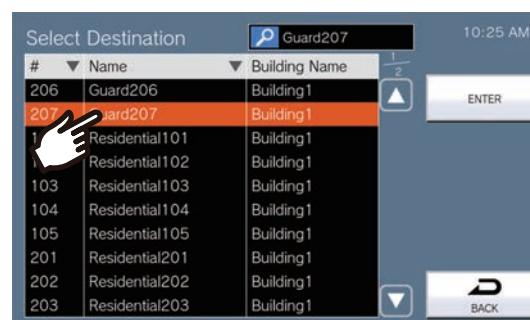 Select Destination Guard207 10:25 AM
# Name Building Name 1/2
206 Guard206 Building1
207 Guard207 Building1
Residential101 Building1
Residential102 Building1
103 Residential103 Building1
104 Residential104 Building1
105 Residential105 Building1
201 Residential201 Building1
202 Residential202 Building1
203 Residential203 Building1
ENTER
BACK